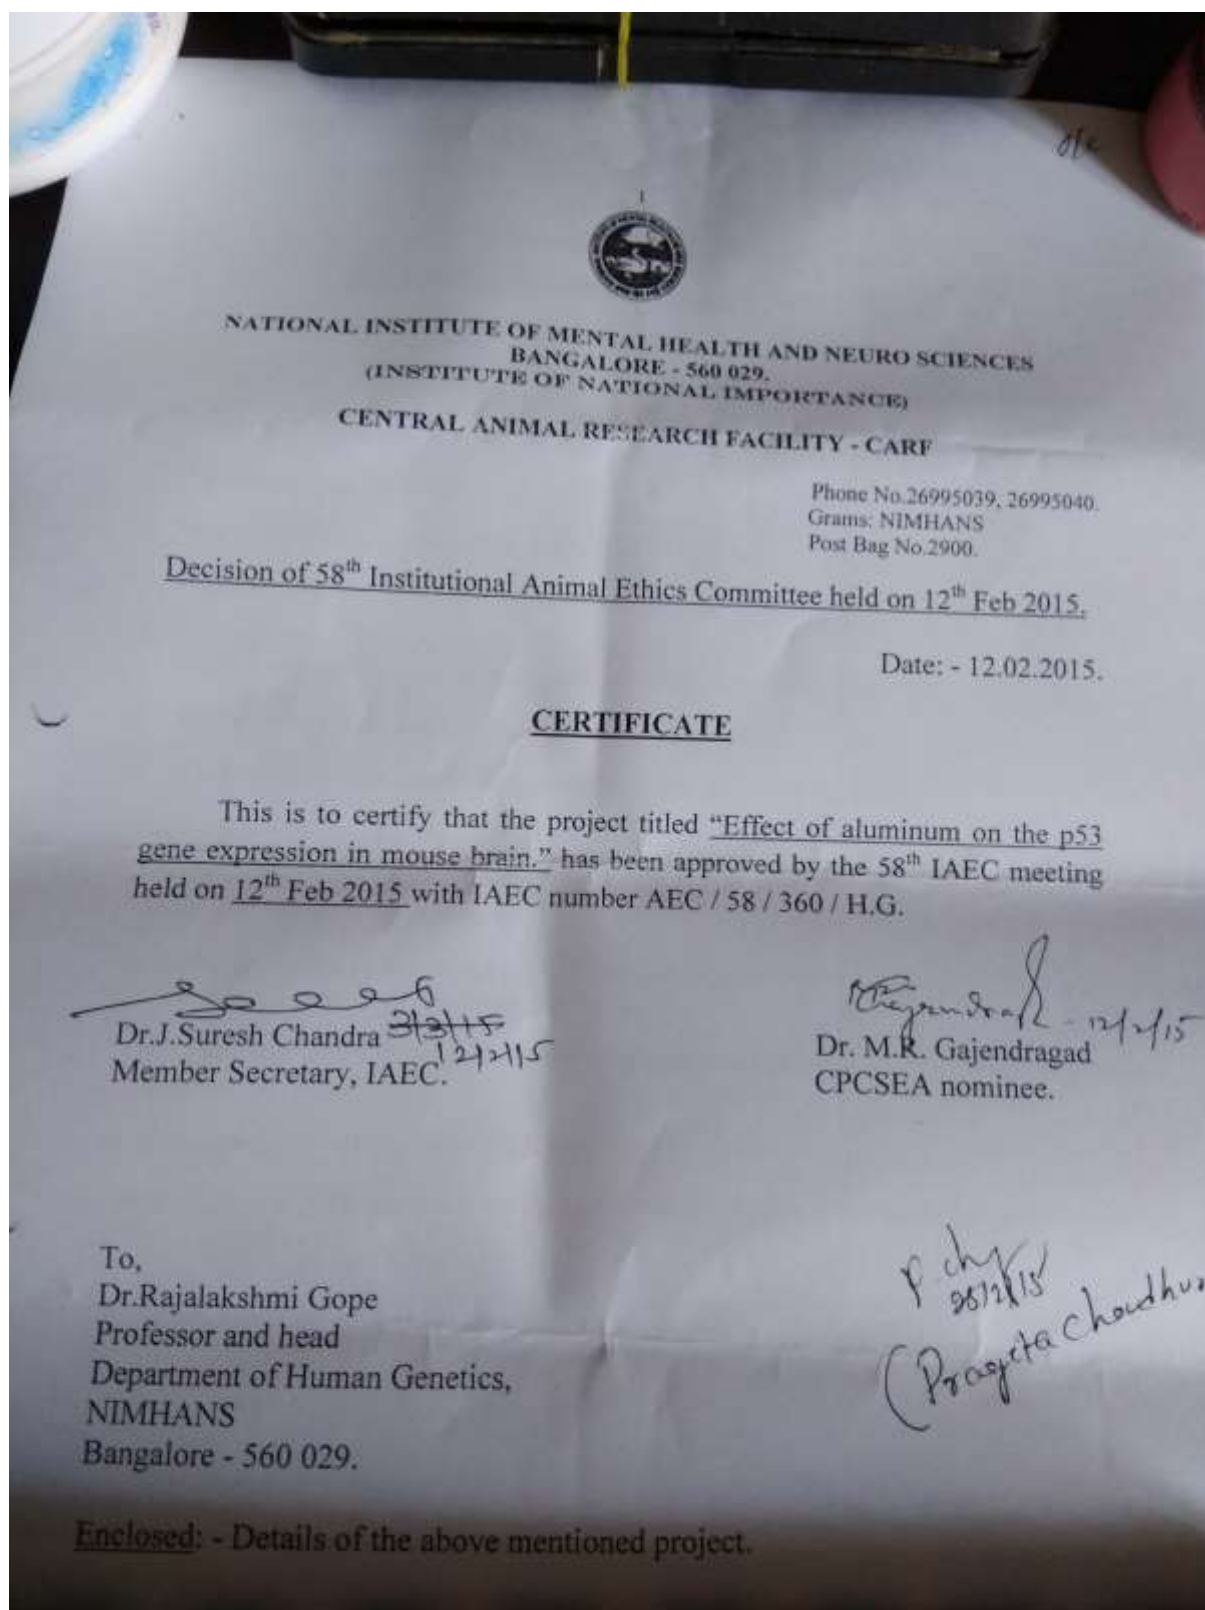 o/c
NATIONAL INSTITUTE OF MENTAL HEALTH AND NEURO SCIENCES
BANGALORE - 560 029.
(INSTITUTE OF NATIONAL IMPORTANCE)
CENTRAL ANIMAL RESEARCH FACILITY - CARF
Phone No.26995039, 26995040.
Grams: NIMHANS
Post Bag No.2900.
Decision of 58th Institutional Animal Ethics Committee held on 12th Feb 2015.
Date: - 12.02.2015.
CERTIFICATE
This is to certify that the project titled “Effect of aluminum on the p53
gene expression in mouse brain.” has been approved by the 58th IAEC meeting
held on 12th Feb 2015 with IAEC number AEC / 58 / 360 / H.G.
Dr.J.Suresh Chandra 3/3/15
12/2/15
Member Secretary, IAEC.
12/2/15
Dr. M.R. Gajendragad
CPCSEA nominee.
To,
Dr.Rajalakshmi Gope
Professor and head
Department of Human Genetics,
NIMHANS
Bangalore - 560 029.
(Prageta Choudhu
Enclosed: - Details of the above mentioned project.